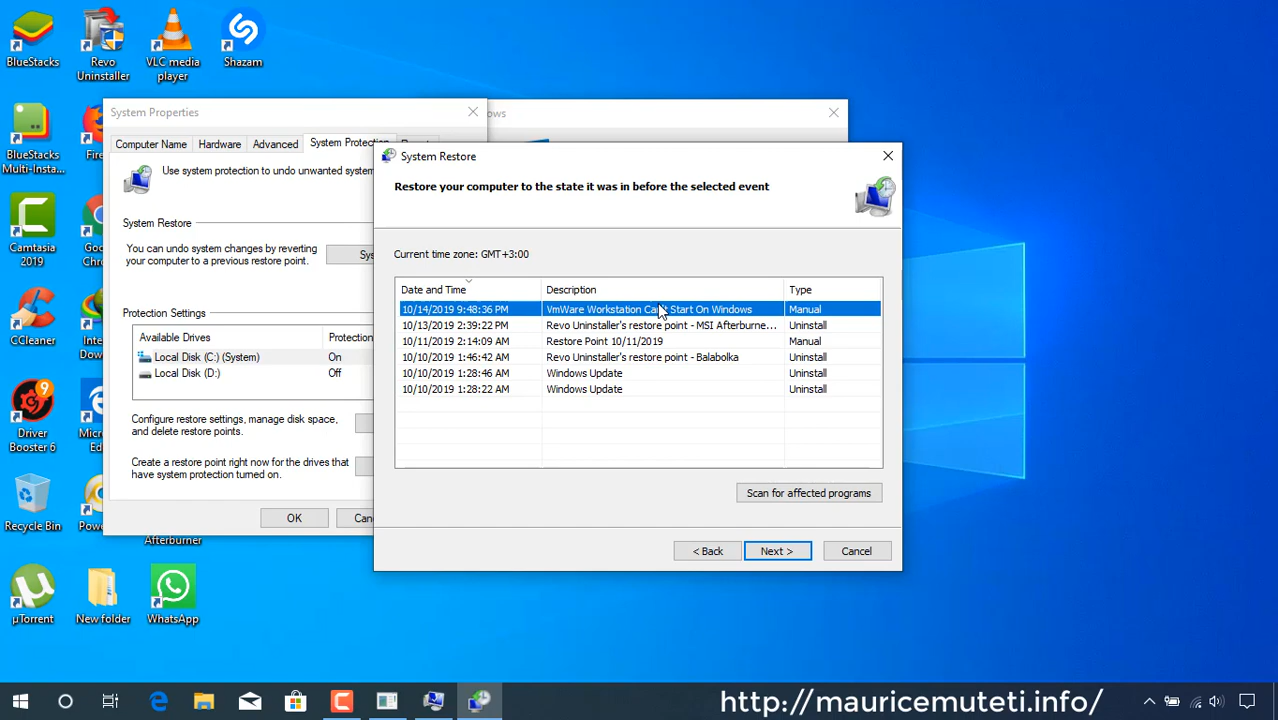 BlueStacks
Revo
Uninstaller
VLC media
player
Shazam
BlueStacks
Multi-Insta...
Fire
Camtasia
2019
Goo
Chro
CCleaner
Inte
Dow
Driver
Booster 6
Micro
Ed
Recycle Bin
Powe
Afterburner
µTorrent
New folder
WhatsApp
System Properties
Computer Name
Hardware
Advanced
System Protection
Use system protection to undo unwanted system
System Restore
You can undo system changes by reverting
your computer to a previous restore point.
Sys
Protection Settings
Available Drives
Protection
Local Disk (C:) (System)
On
Local Disk (D:)
Off
Configure restore settings, manage disk space,
and delete restore points.
Create a restore point right now for the drives that
have system protection turned on.
OK
Canc
ows
System Restore
Restore your computer to the state it was in before the selected event
Current time zone: GMT+3:00
Date and Time Description Type
10/14/2019 9:48:36 PM VmWare Workstation Can't Start On Windows Manual
10/13/2019 2:39:22 PM Revo Uninstaller's restore point - MSI Afterburne... Uninstall
10/11/2019 2:14:09 AM Restore Point 10/11/2019 Manual
10/10/2019 1:46:42 AM Revo Uninstaller's restore point - Balabolka Uninstall
10/10/2019 1:28:46 AM Windows Update Uninstall
10/10/2019 1:28:22 AM Windows Update Uninstall
Scan for affected programs
< Back
Next >
Cancel
http://mauricemuteti.info/